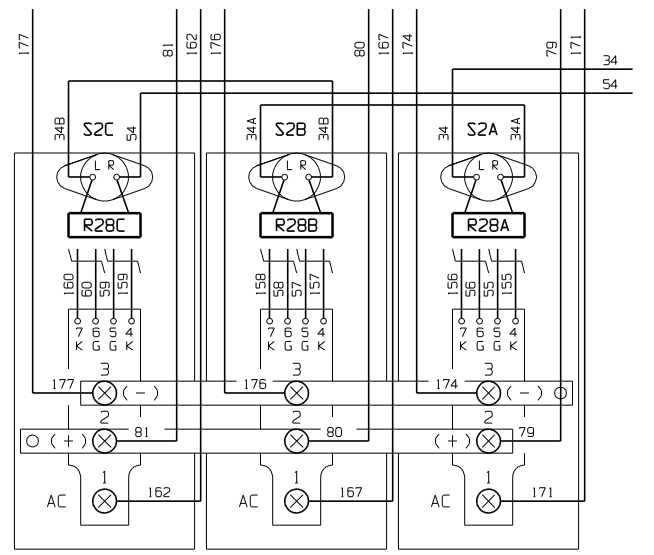 177 81 162 176 80 167 174 79 171
34
54
34B S2C 54 34A S2B 34B 34 S2A 34A
L R L R L R
R28C R28B R28A
160 60 59 159 158 58 57 157 156 56 55 155
7 6 5 4 7 6 5 4 7 6 5 4
K G G K K G G K K G G K
3 3 3
177 (-) 176 174 (-)
2 2 2
(+) 81 80 (+) 79
1 1 1
AC 162 AC 167 AC 171